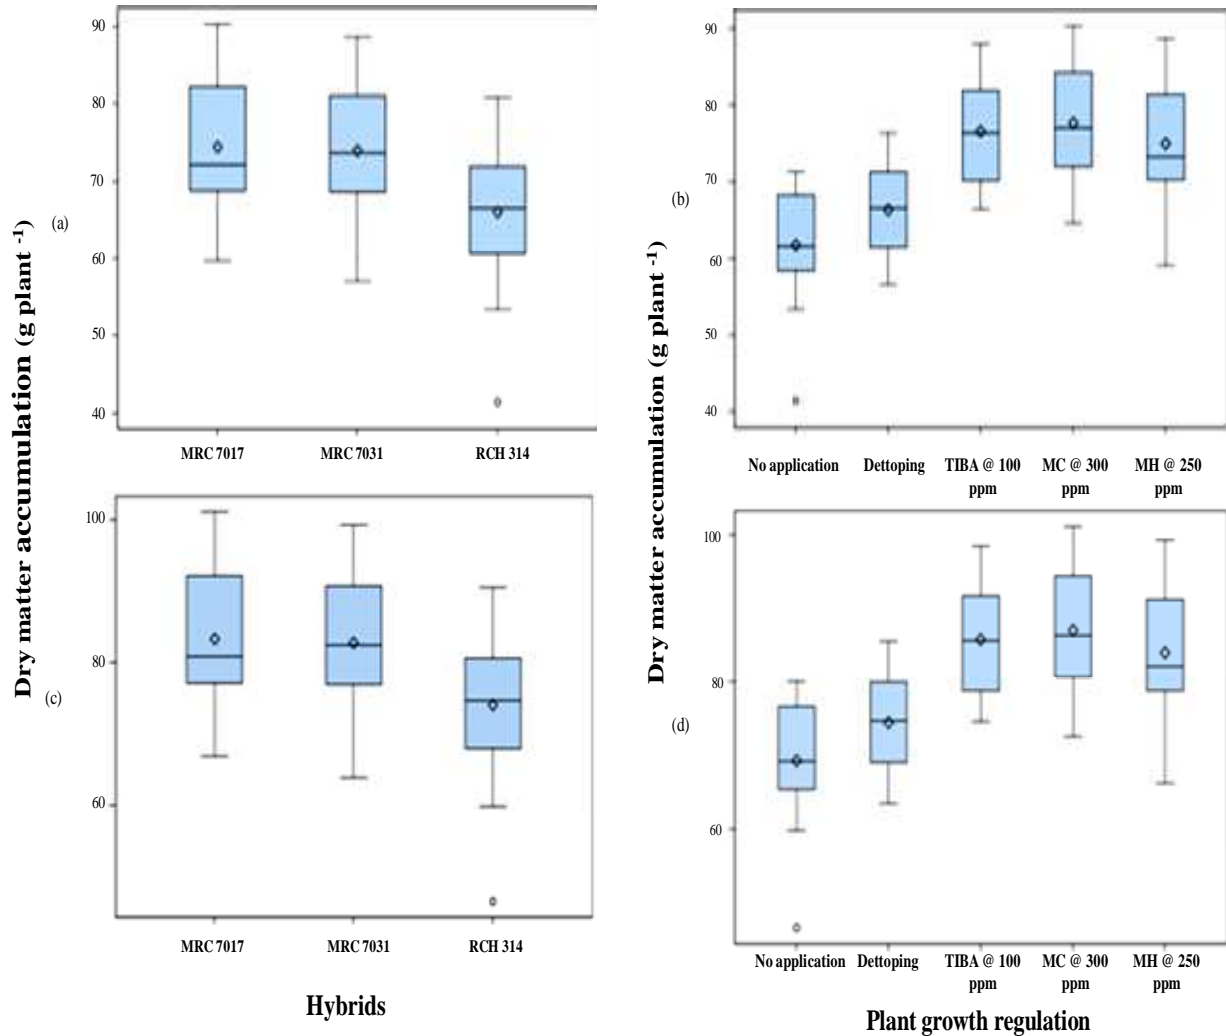 Dry matter accumulation (g plant -1)
(a)
90
80
70
60
50
40
MRC 7017 MRC 7031 RCH 314
Dry matter accumulation (g plant -1)
(b)
90
80
70
60
50
40
No application Dettoping TIBA @ 100 ppm MC @ 300 ppm MH @ 250 ppm
(c)
100
80
60
MRC 7017 MRC 7031 RCH 314
Hybrids
(d)
100
80
60
No application Dettoping TIBA @ 100 ppm MC @ 300 ppm MH @ 250 ppm
Plant growth regulation